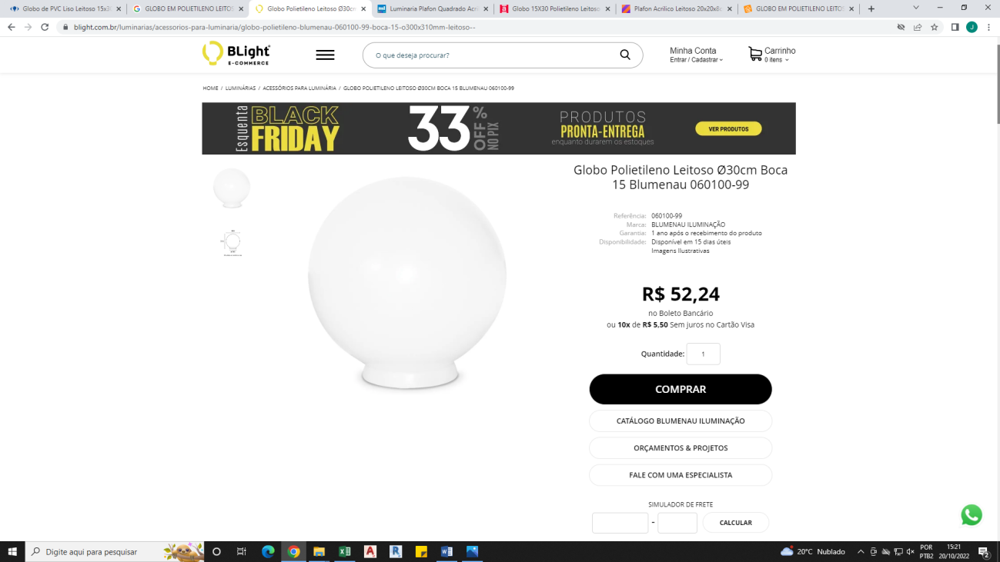 Globo de PVC Liso Leitoso 15x30
GLOBO EM POLIETILENO LEITOS
Globo Polietileno Leitoso Ø30cm
Luminaria Plafon Quadrado Acri
Globo 15X30 Polietileno Leitoso
Plafon Acrílico Leitoso 20x20x8c
GLOBO EM POLIETILENO LEITOS
blight.com.br/luminarias/acessorios-para-luminaria/globo-polietileno-blumenau-060100-99-boca-15-o300x310mm-leitoso--
J
BLight
E-COMMERCE
O que deseja procurar?
Minha Conta
Entrar / Cadastrar
Carrinho
0 itens
HOME / LUMINÁRIAS / ACESSÓRIOS PARA LUMINÁRIA / GLOBO POLIETILENO LEITOSO Ø30CM BOCA 15 BLUMENAU 060100-99
Esquenta
BLACK
FRIDAY
33%
OFF
NO PIX
PRODUTOS
PRONTA-ENTREGA
enquanto durarem os estoques
VER PRODUTOS
Globo Polietileno Leitoso Ø30cm Boca
15 Blumenau 060100-99
Referência: 060100-99
Marca: BLUMENAU ILUMINAÇÃO
Garantia: 1 ano após o recebimento do produto
Disponibilidade: Disponível em 15 dias úteis
Imagens Ilustrativas
R$ 52,24
no Boleto Bancário
ou 10x de R$ 5,50 Sem juros no Cartão Visa
Quantidade: 1
COMPRAR
CATÁLOGO BLUMENAU ILUMINAÇÃO
ORÇAMENTOS & PROJETOS
FALE COM UMA ESPECIALISTA
SIMULADOR DE FRETE
- CALCULAR
Digite aqui para pesquisar
20°C Nublado
POR
PTB2
15:21
20/10/2022
2